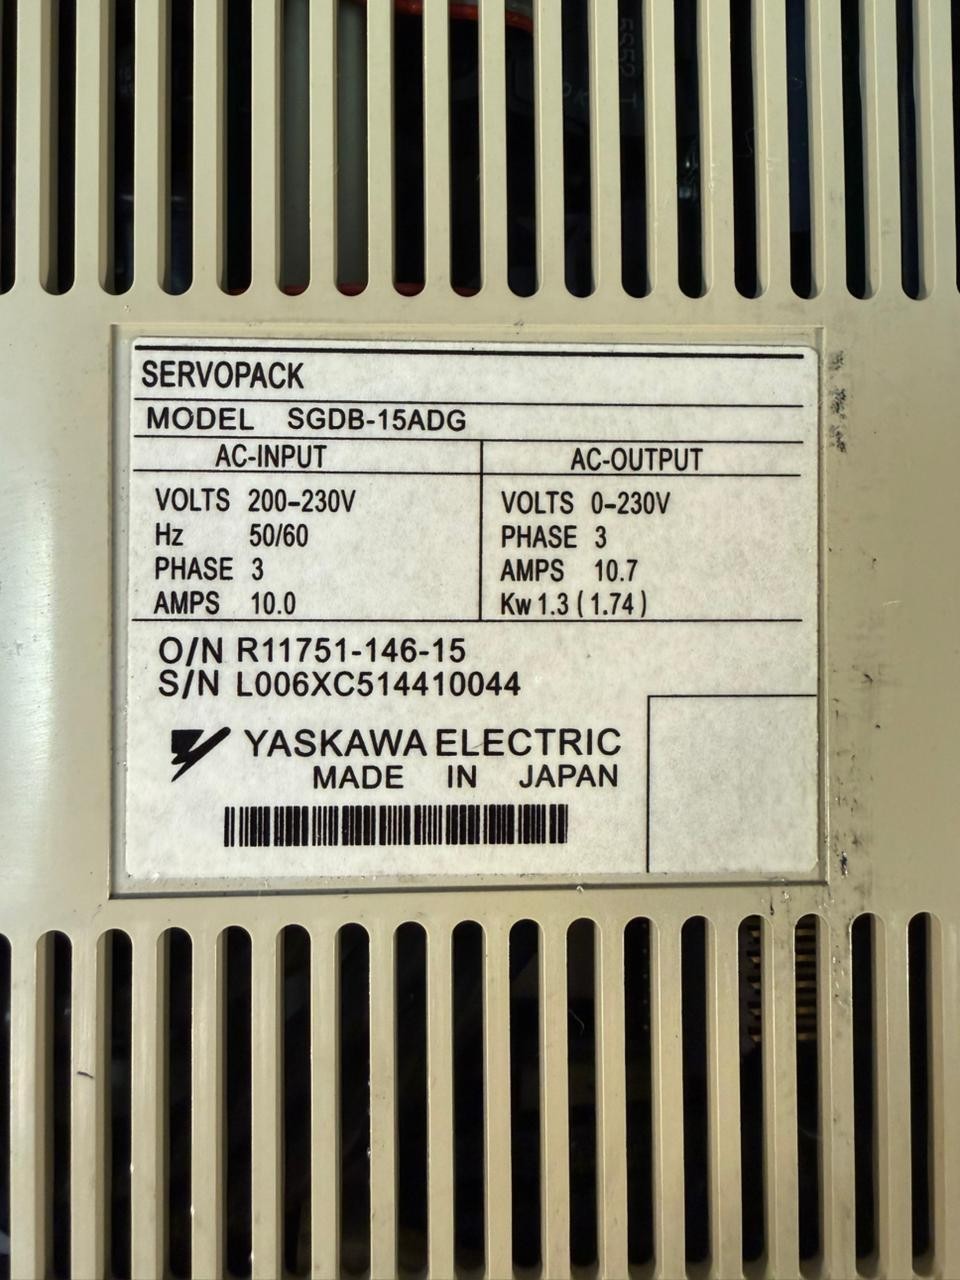 SERVOPACK
MODEL SGDB-15ADG
AC-INPUT
VOLTS 200-230V
Hz 50/60
PHASE 3
AMPS 10.0
AC-OUTPUT
VOLTS 0-230V
PHASE 3
AMPS 10.7
Kw 1.3 (1.74)
O/N R11751-146-15
S/N L006XC514410044
YASKAWA ELECTRIC
MADE IN JAPAN